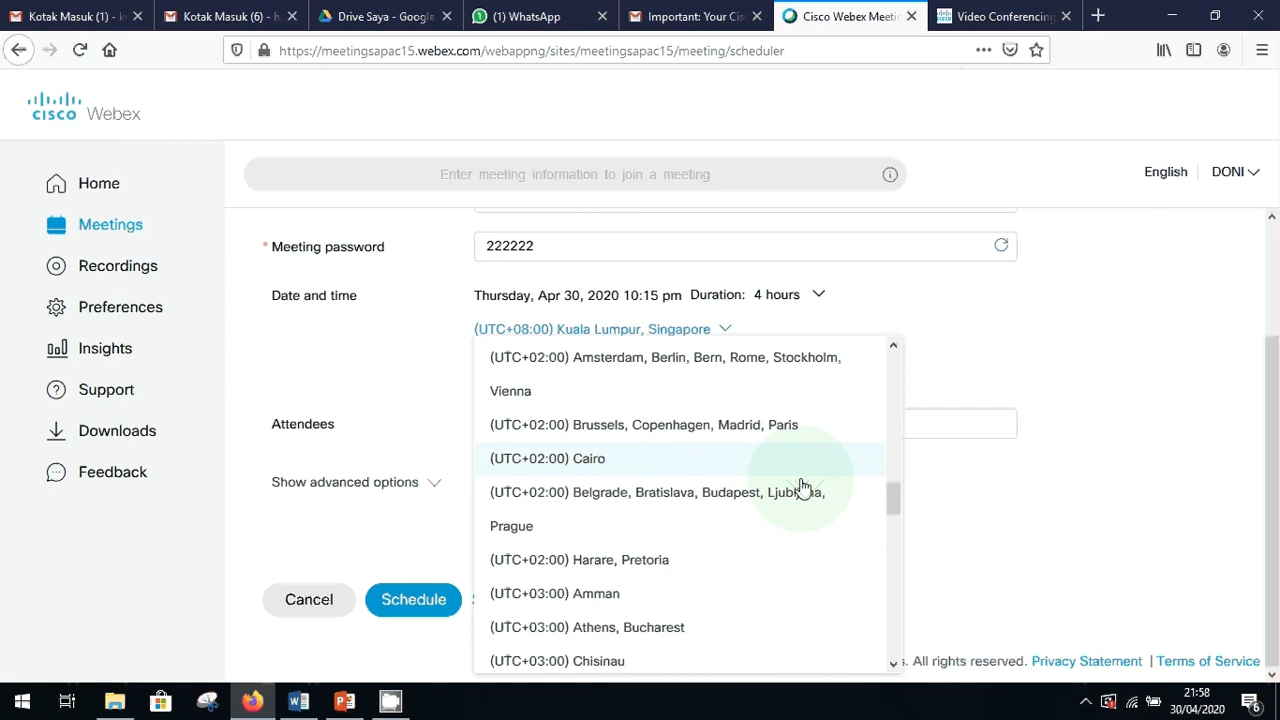 Kotak Masuk (1) - k
Kotak Masuk (6) - h
Drive Saya - Google
(1) WhatsApp
Important: Your Cis
Cisco Webex Meeti
Video Conferencing
https://meetingsapac15.webex.com/webappng/sites/meetingsapac15/meeting/scheduler
cisco Webex
Enter meeting information to join a meeting
English
DONI
Home
Meetings
Recordings
Preferences
Insights
Support
Downloads
Feedback
* Meeting password
222222
Date and time
Thursday, Apr 30, 2020 10:15 pm Duration: 4 hours
(UTC+08:00) Kuala Lumpur, Singapore
(UTC+02:00) Amsterdam, Berlin, Bern, Rome, Stockholm,
Vienna
(UTC+02:00) Brussels, Copenhagen, Madrid, Paris
(UTC+02:00) Cairo
(UTC+02:00) Belgrade, Bratislava, Budapest,
Prague
(UTC+02:00) Harare, Pretoria
(UTC+03:00) Amman
(UTC+03:00) Athens, Bucharest
(UTC+03:00) Chisinau
Attendees
Show advanced options
Cancel
Schedule
s. All rights reserved. Privacy Statement | Terms of Service
21:58
30/04/2020
6